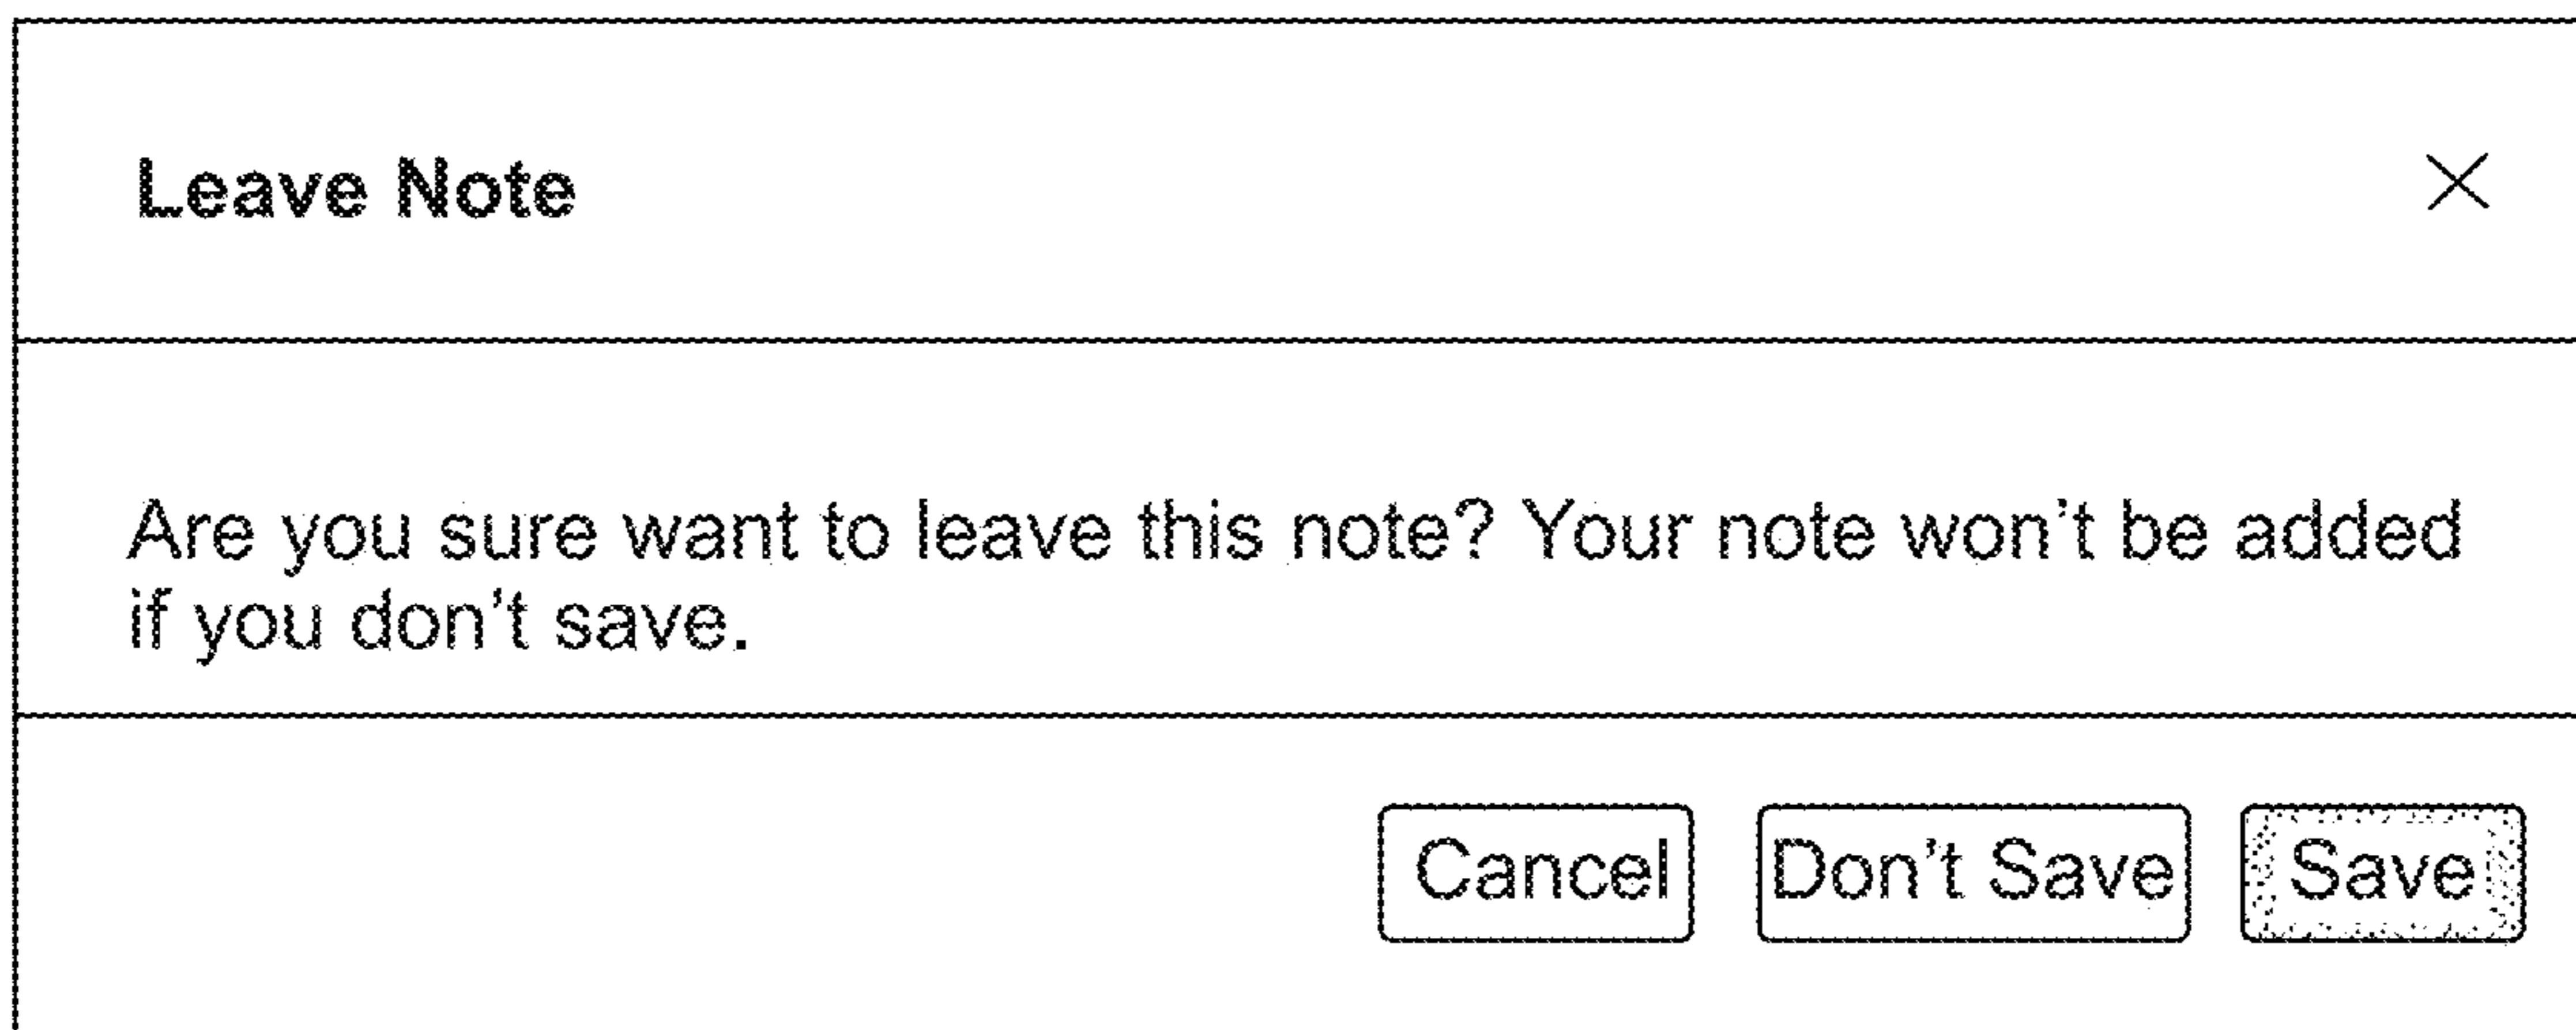 Leave Note
Are you sure want to leave this note? Your note won't be added
if you don't save.
Cancel Don't Save Save